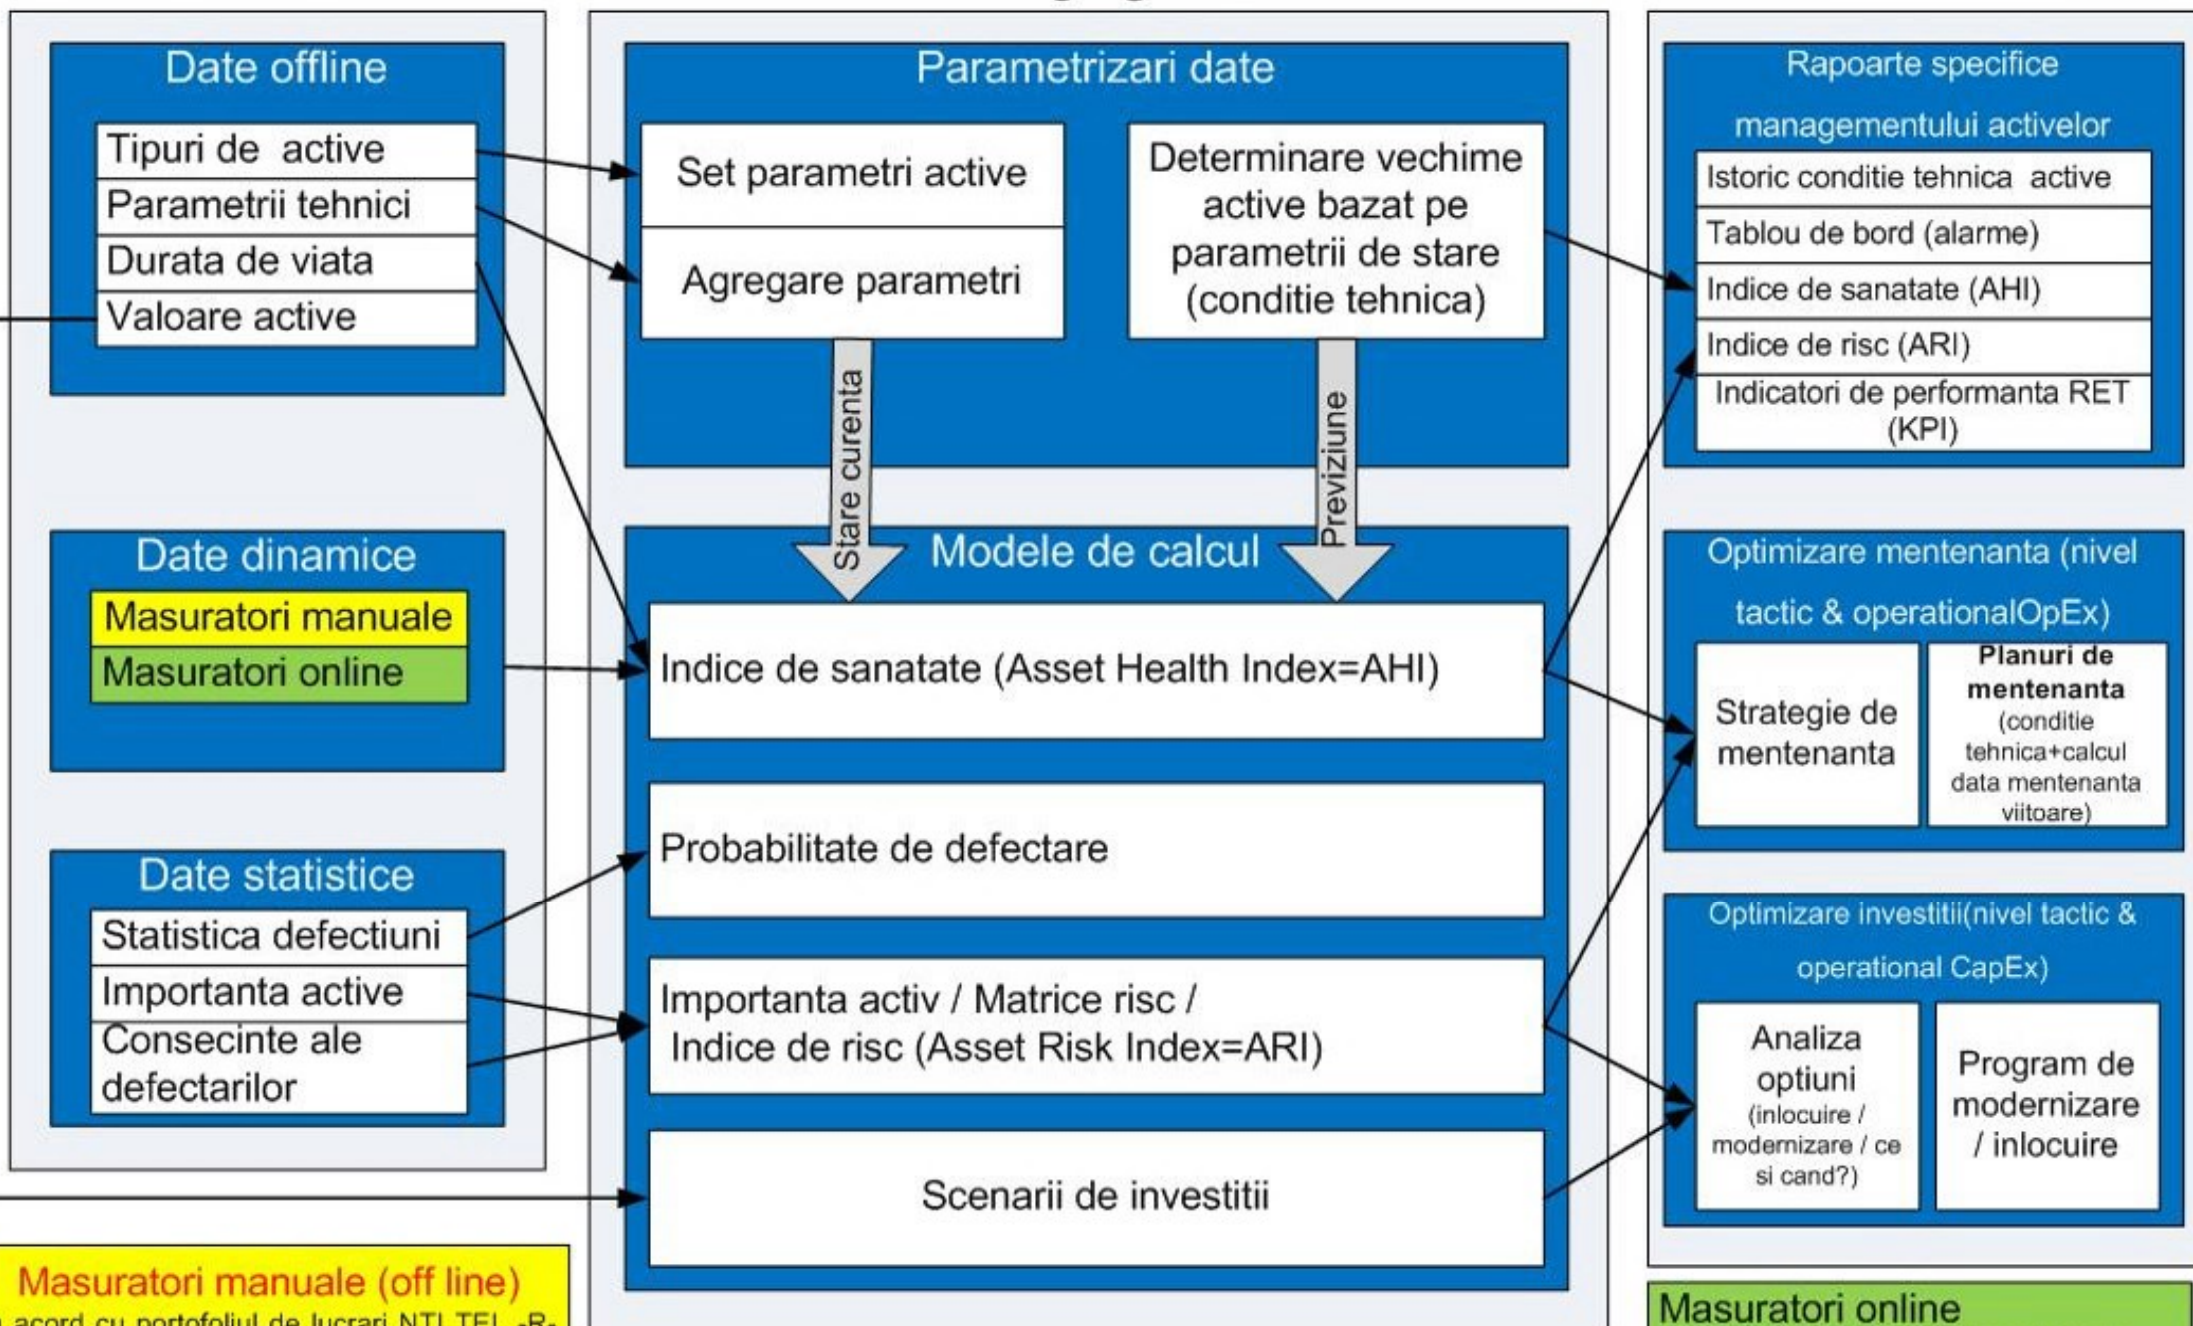 Date offline
Tipuri de active
Parametrii tehnici
Durata de viata
Valoare active
Date dinamice
Masuratori manuale
Masuratori online
Date statistice
Statistica defectiuni
Importanta active
Consecinte ale
defectarilor
Masuratori manuale (off line)
acord cu portofoliul de lucrari NTI TEL -R-
Parametrizari date
Set parametri active
Agregare parametri
Determinare vechime
active bazat pe
parametrii de stare
(conditie tehnica)
Stare curenta
Previziune
Modele de calcul
Indice de sanatate (Asset Health Index=AHI)
Probabilitate de defectare
Importanta activ / Matrice risc /
Indice de risc (Asset Risk Index=ARI)
Scenarii de investitii
Rapoarte specifice
managementului activelor
Istoric conditie tehnica active
Tablou de bord (alarme)
Indice de sanatate (AHI)
Indice de risc (ARI)
Indicatori de performanta RET
(KPI)
Optimizare mentenanta (nivel
tactic & operationalOpEx)
Strategie de
mentenanta
Planuri de
mentenanta
(conditie
tehnica+calcul
data mentenanta
viitoare)
Optimizare investitii(nivel tactic &
operational CapEx)
Analiza
optiuni
(inlocuire /
modernizare / ce
si cand?)
Program de
modernizare
/ inlocuire
Masuratori online